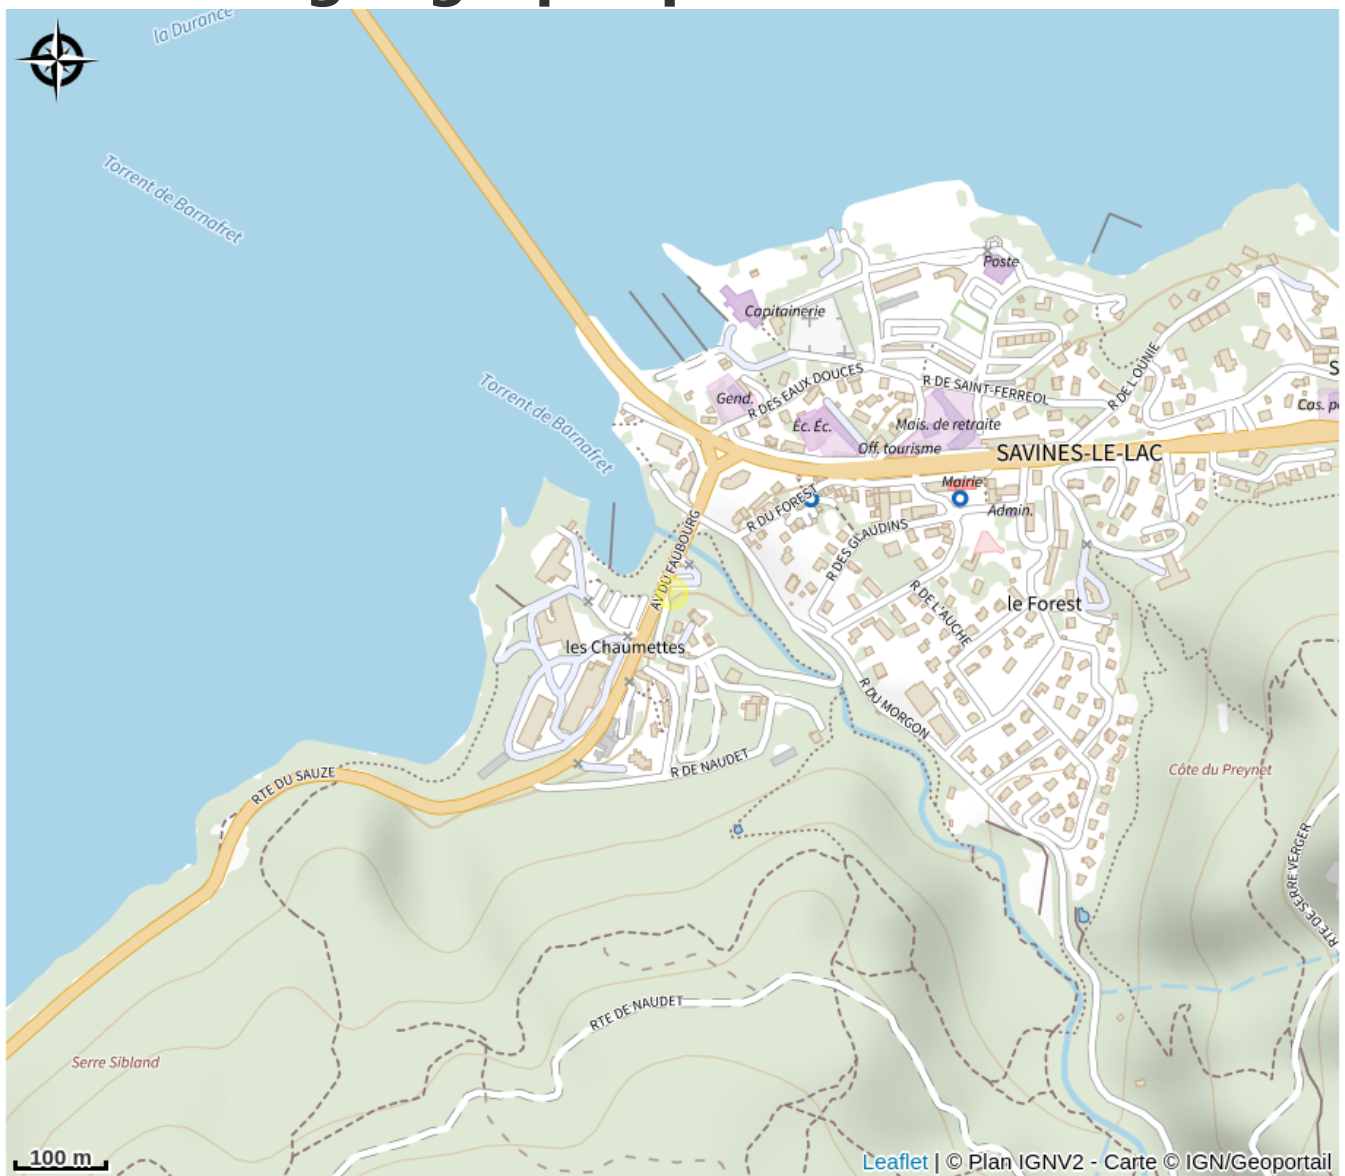 la Durance
Torrent de Barnafret
Torrent de Barnafret
Poste
Capitainerie
R DE L'OUNIE
R DES EAUX DOUCES
R DE SAINT-FERREOL
Gend.
Éc. Éc.
Mais. de retraite
Off. tourisme
SAVINES-LE-LAC
Mairie
Admin.
R DU FOREST
R DES GLAUDINS
AV DU FAUBOURG
R DE L'AUCHE
le Forest
les Chaumettes
R DU MORGON
R DE NAUDET
RTE DU SAUZE
Côte du Preynet
RTE DE SERRE VERGER
RTE DE NAUDET
Serre Sibland
100 m
Leaflet | © Plan IGNV2 - Carte © IGN/Geoportail